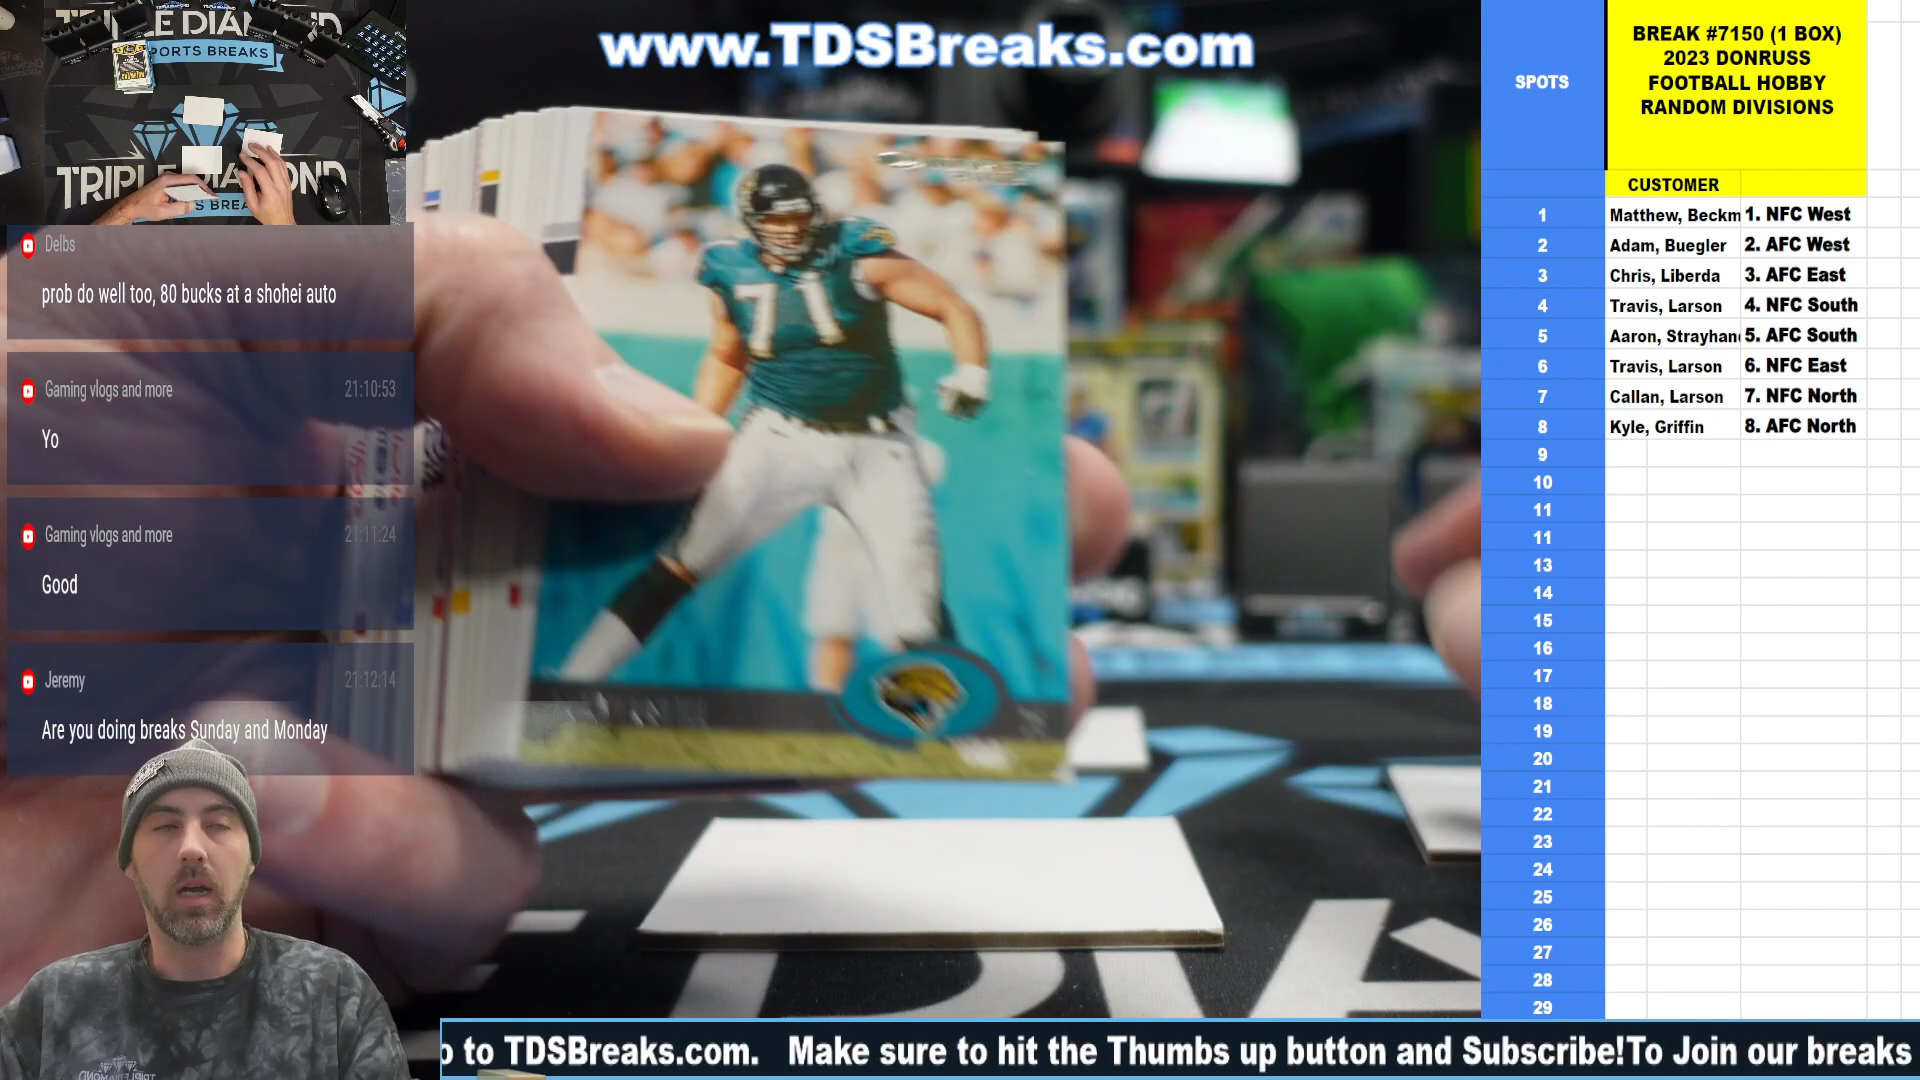 TRIPLE DIAMOND
SPORTS BREAKS
TRIPLE DIAMOND
www.TDSBreaks.com
71
Delbs
prob do well too, 80 bucks at a shohei auto
Gaming vlogs and more 21:10:53
Yo
Gaming vlogs and more 21:11:24
Good
Jeremy 21:12:14
Are you doing breaks Sunday and Monday
SPOTS
BREAK #7150 (1 BOX)
2023 DONRUSS
FOOTBALL HOBBY
RANDOM DIVISIONS
CUSTOMER
1 Matthew, Beckm 1. NFC West
2 Adam, Buegler 2. AFC West
3 Chris, Liberda 3. AFC East
4 Travis, Larson 4. NFC South
5 Aaron, Strayhan 5. AFC South
6 Travis, Larson 6. NFC East
7 Callan, Larson 7. NFC North
8 Kyle, Griffin 8. AFC North
9
10
11
11
13
14
15
16
17
18
19
20
21
22
23
24
25
26
27
28
29
to TDSBreaks.com. Make sure to hit the Thumbs up button and Subscribe!To Join our breaks